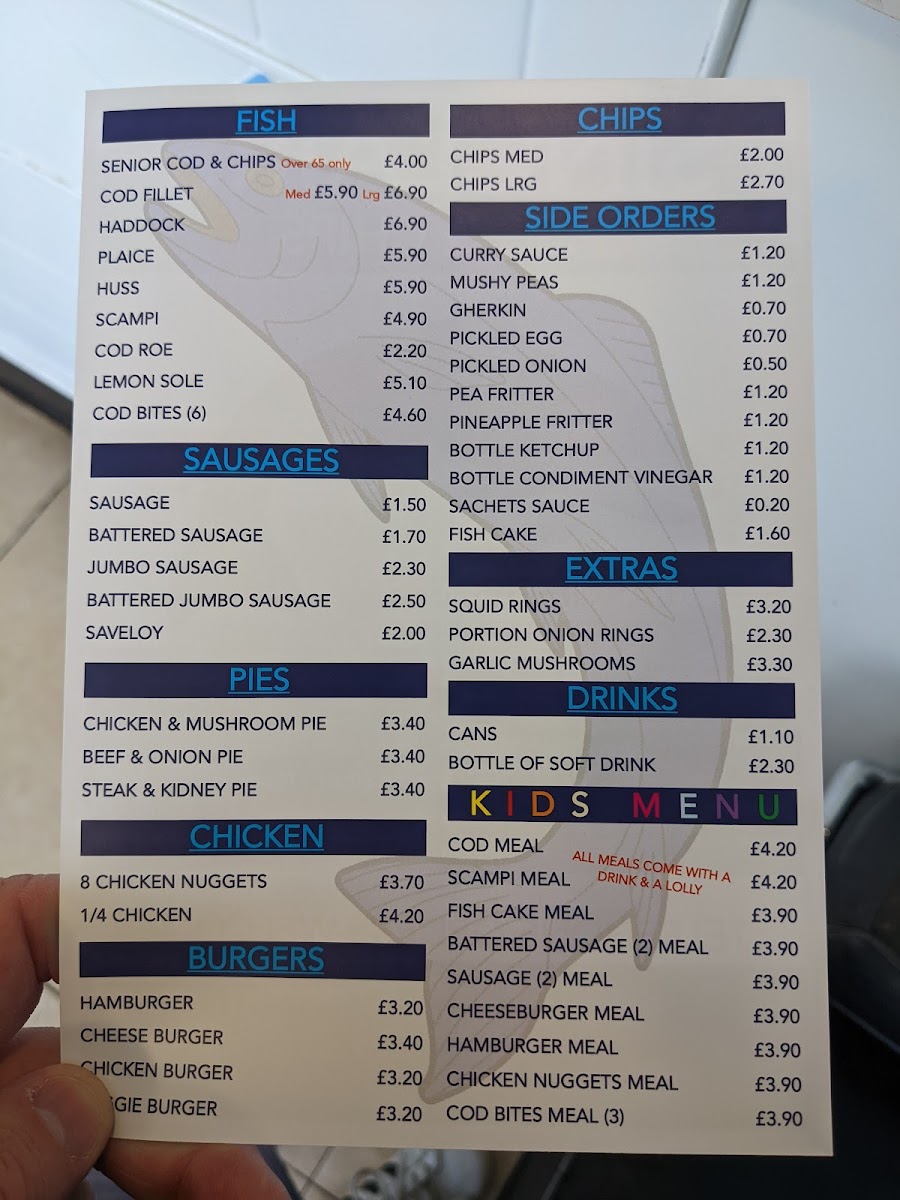 FISH
SENIOR COD & CHIPS Over 65 only £4.00
COD FILLET Med £5.90 Lrg £6.90
HADDOCK £6.90
PLAICE £5.90
HUSS £5.90
SCAMPI £4.90
COD ROE £2.20
LEMON SOLE £5.10
COD BITES (6) £4.60
SAUSAGES
SAUSAGE £1.50
BATTERED SAUSAGE £1.70
JUMBO SAUSAGE £2.30
BATTERED JUMBO SAUSAGE £2.50
SAVELOY £2.00
PIES
CHICKEN & MUSHROOM PIE £3.40
BEEF & ONION PIE £3.40
STEAK & KIDNEY PIE £3.40
CHICKEN
8 CHICKEN NUGGETS £3.70
1/4 CHICKEN £4.20
BURGERS
HAMBURGER £3.20
CHEESE BURGER £3.40
CHICKEN BURGER £3.20
GGIE BURGER £3.20
CHIPS
CHIPS MED £2.00
CHIPS LRG £2.70
SIDE ORDERS
CURRY SAUCE £1.20
MUSHY PEAS £1.20
GHERKIN £0.70
PICKLED EGG £0.70
PICKLED ONION £0.50
PEA FRITTER £1.20
PINEAPPLE FRITTER £1.20
BOTTLE KETCHUP £1.20
BOTTLE CONDIMENT VINEGAR £1.20
SACHETS SAUCE £0.20
FISH CAKE £1.60
EXTRAS
SQUID RINGS £3.20
PORTION ONION RINGS £2.30
GARLIC MUSHROOMS £3.30
DRINKS
CANS £1.10
BOTTLE OF SOFT DRINK £2.30
KIDS MENU
ALL MEALS COME WITH A
DRINK & A LOLLY
COD MEAL £4.20
SCAMPI MEAL £4.20
FISH CAKE MEAL £3.90
BATTERED SAUSAGE (2) MEAL £3.90
SAUSAGE (2) MEAL £3.90
CHEESEBURGER MEAL £3.90
HAMBURGER MEAL £3.90
CHICKEN NUGGETS MEAL £3.90
COD BITES MEAL (3) £3.90